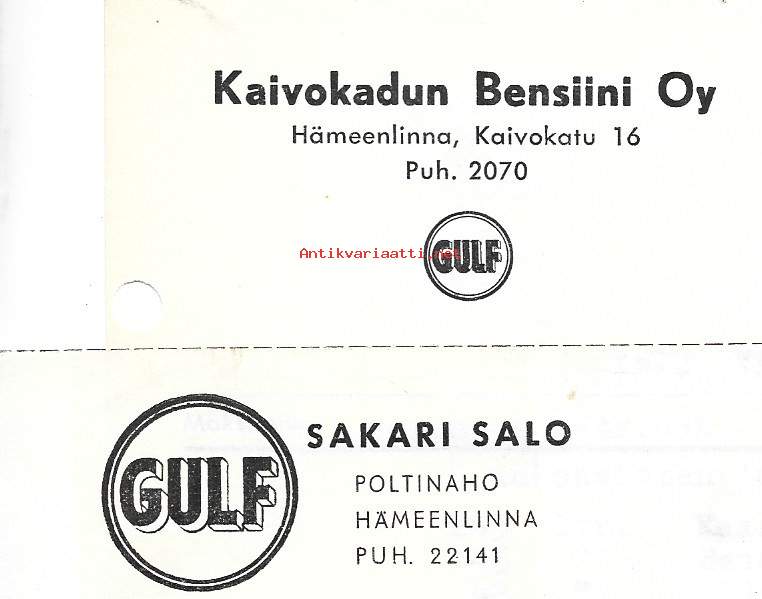 Kaivokadun Bensiini Oy
Hämeenlinna, Kaivokatu 16
Puh. 2070
Antikvariaatti.net
GULF
GULF
SAKARI SALO
POLTINAHO
HÄMEENLINNA
PUH. 22141